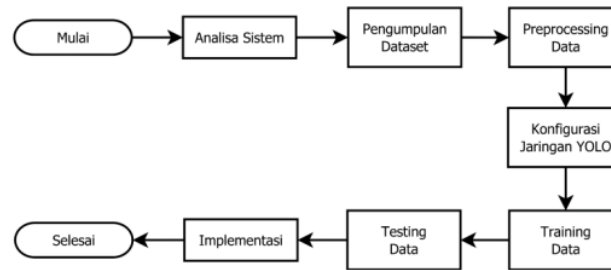 Mulai
Analisa Sistem
Pengumpulan
Dataset
Preprocessing
Data
Konfigurasi
Jaringan YOLO
Training
Data
Testing
Data
Implementasi
Selesai